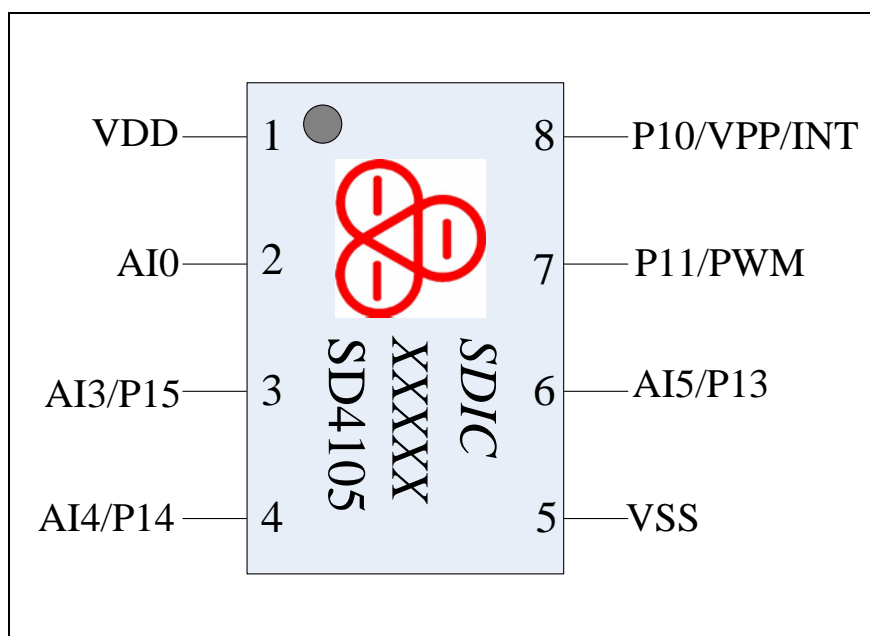 VDD 1 8 P10/VPP/INT
AI0 2 7 P11/PWM
AI3/P15 3 6 AI5/P13
AI4/P14 4 5 VSS
SDIC
XXXXX
SD4105